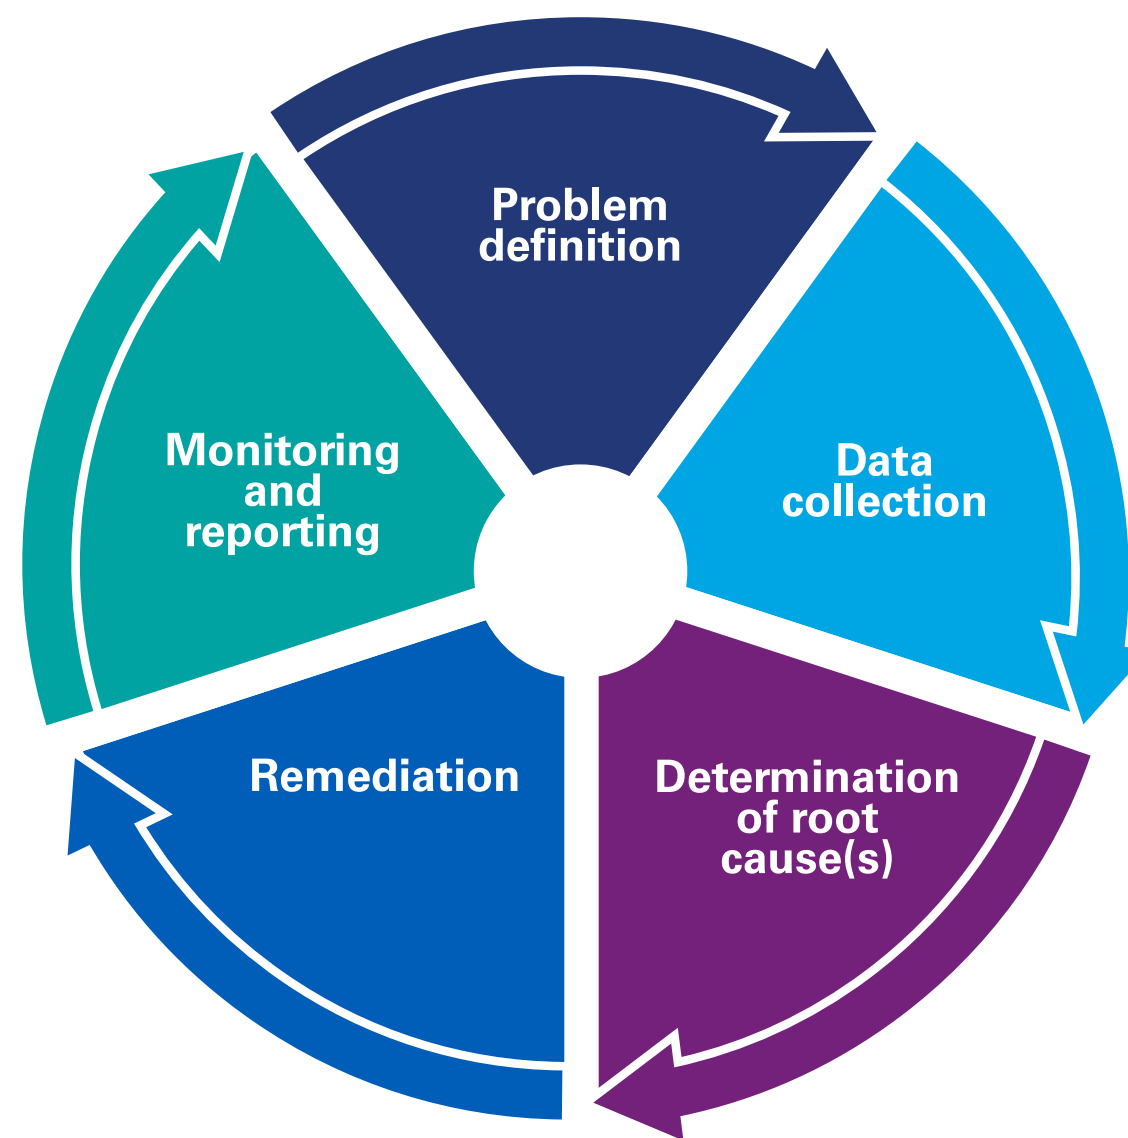 Problem
definition
Data
collection
Determination
of root
cause(s)
Remediation
Monitoring
and
reporting